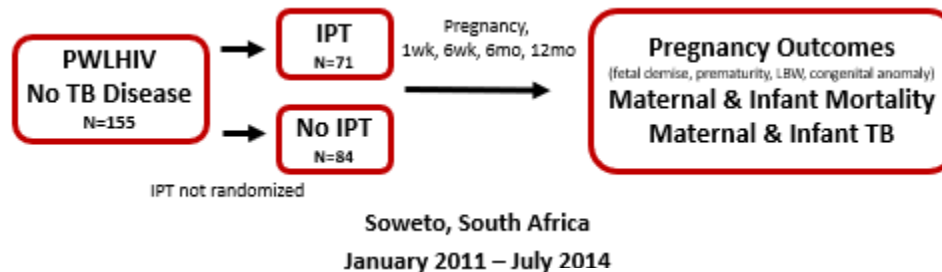 PWLHIV
No TB Disease
N=155
IPT
N=71
No IPT
N=84
IPT not randomized
Pregnancy,
1wk, 6wk, 6mo, 12mo
Pregnancy Outcomes
(fetal demise, prematurity, LBW, congenital anomaly)
Maternal & Infant Mortality
Maternal & Infant TB
Soweto, South Africa
January 2011 – July 2014